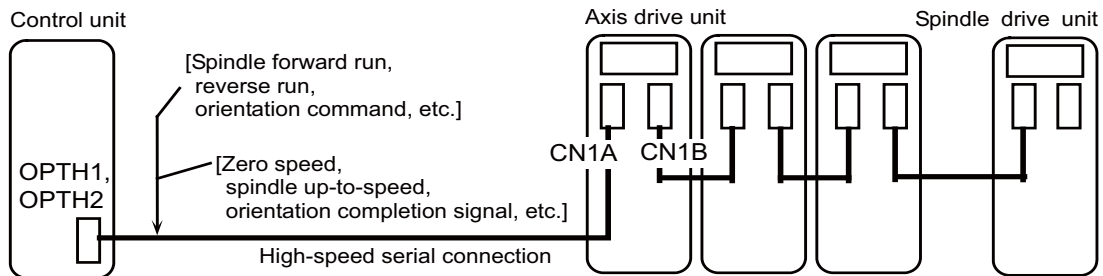 Control unit
Axis drive unit
Spindle drive unit
[Spindle forward run,
reverse run,
orientation command, etc.]
CN1A
CN1B
[Zero speed,
spindle up-to-speed,
orientation completion signal, etc.]
OPTH1,
OPTH2
High-speed serial connection